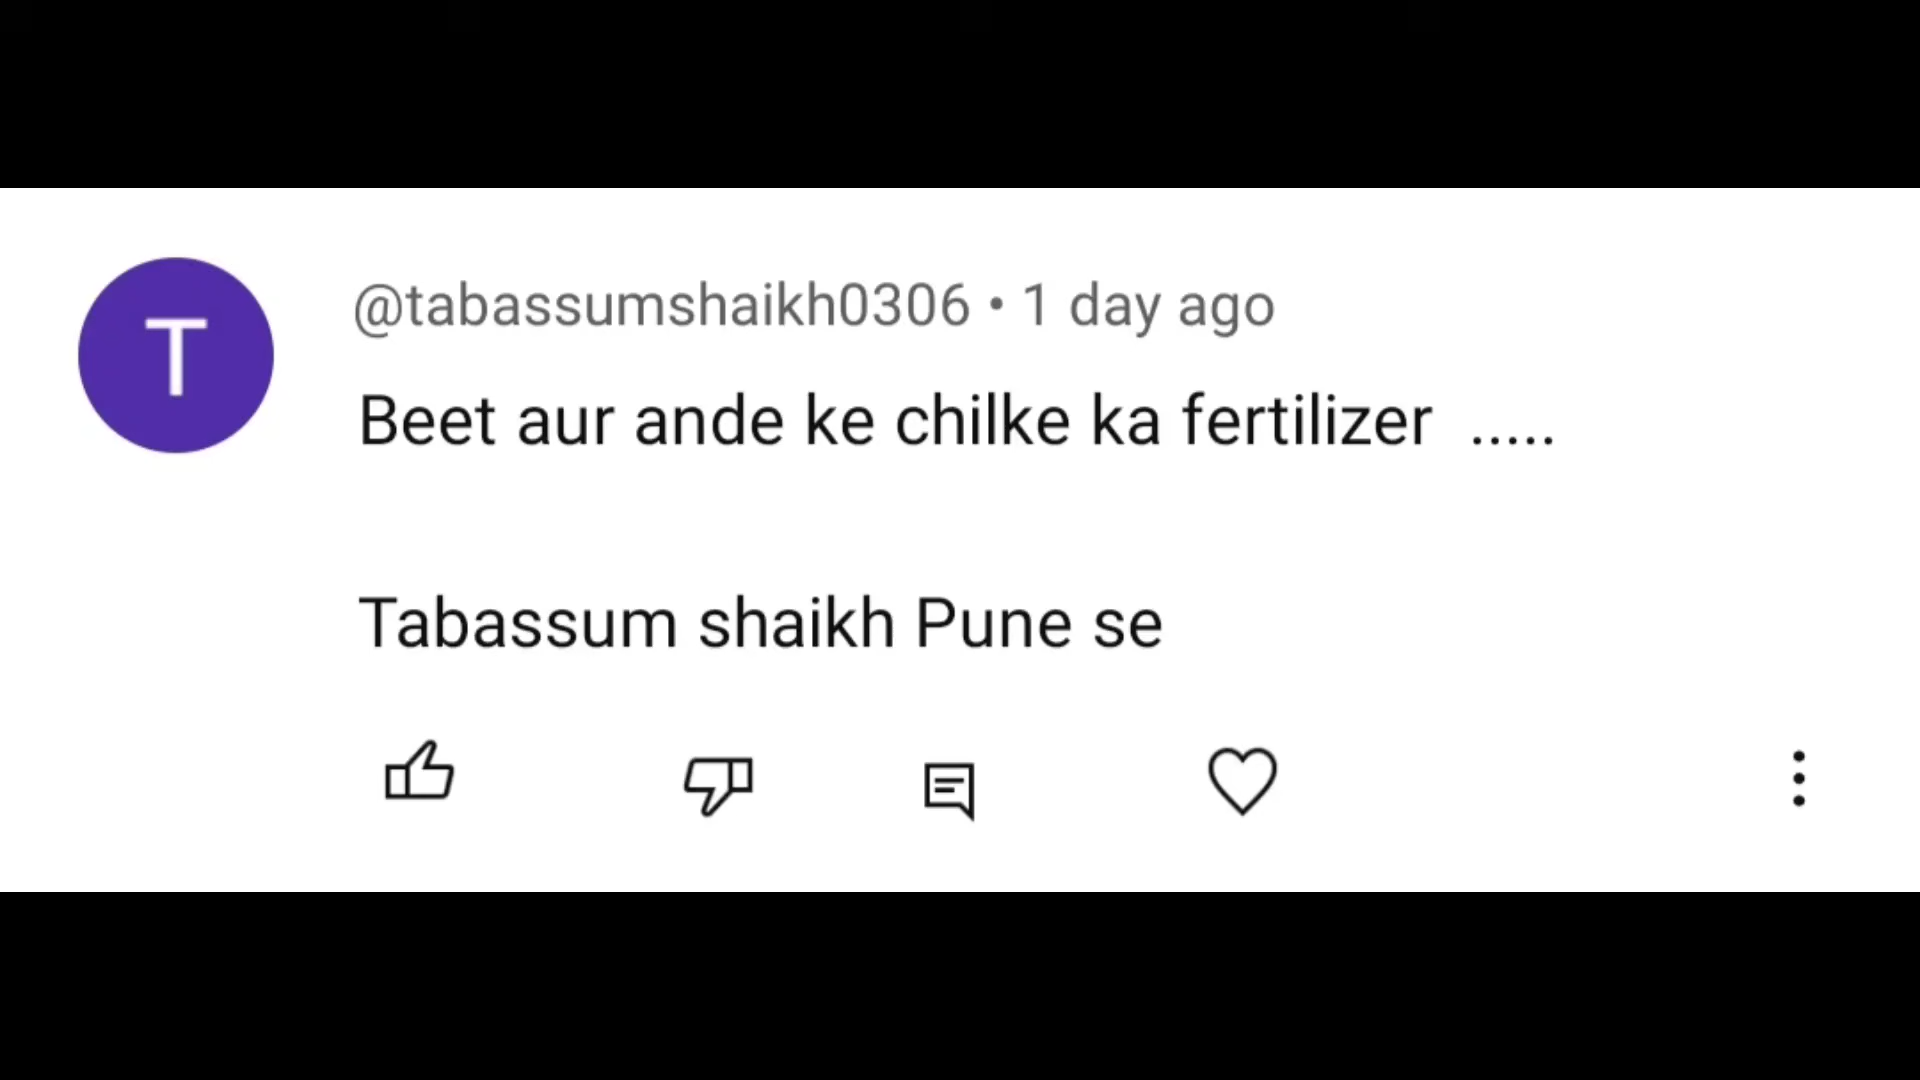 T
@tabassumshaikh0306 • 1 day ago
Beet aur ande ke chilke ka fertilizer .....
Tabassum shaikh Pune se